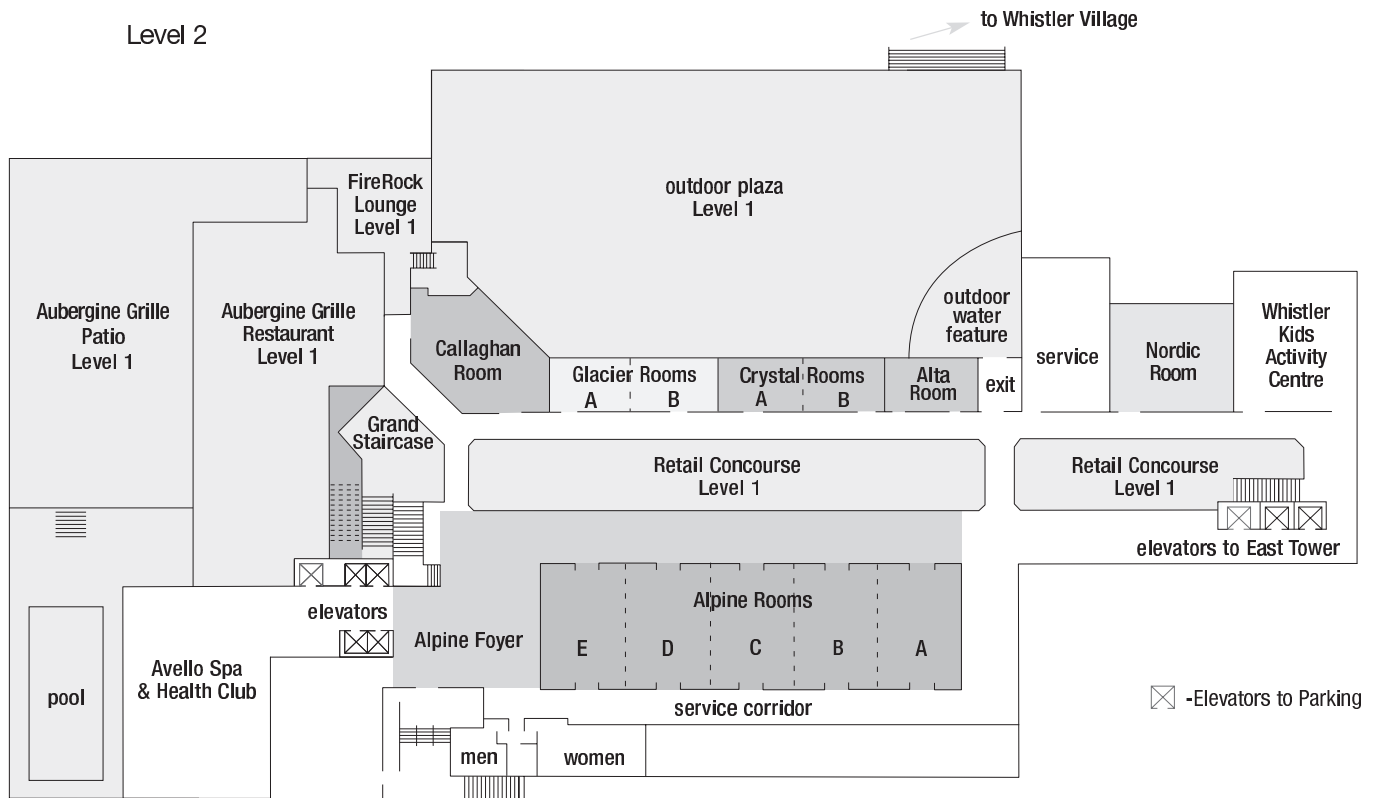 Level 2
to Whistler Village
FireRock
Lounge
Level 1
outdoor plaza
Level 1
Aubergine Grille
Patio
Level 1
Aubergine Grille
Restaurant
Level 1
outdoor
water
feature
Callaghan
Room
Glacier Rooms
A B
Crystal Rooms
A B
Alta
Room
exit
service
Nordic
Room
Whistler
Kids
Activity
Centre
Grand
Staircase
Retail Concourse
Level 1
Retail Concourse
Level 1
elevators to East Tower
elevators
Alpine Foyer
Alpine Rooms
E D C B A
Avello Spa
& Health Club
pool
service corridor
men
women
-Elevators to Parking